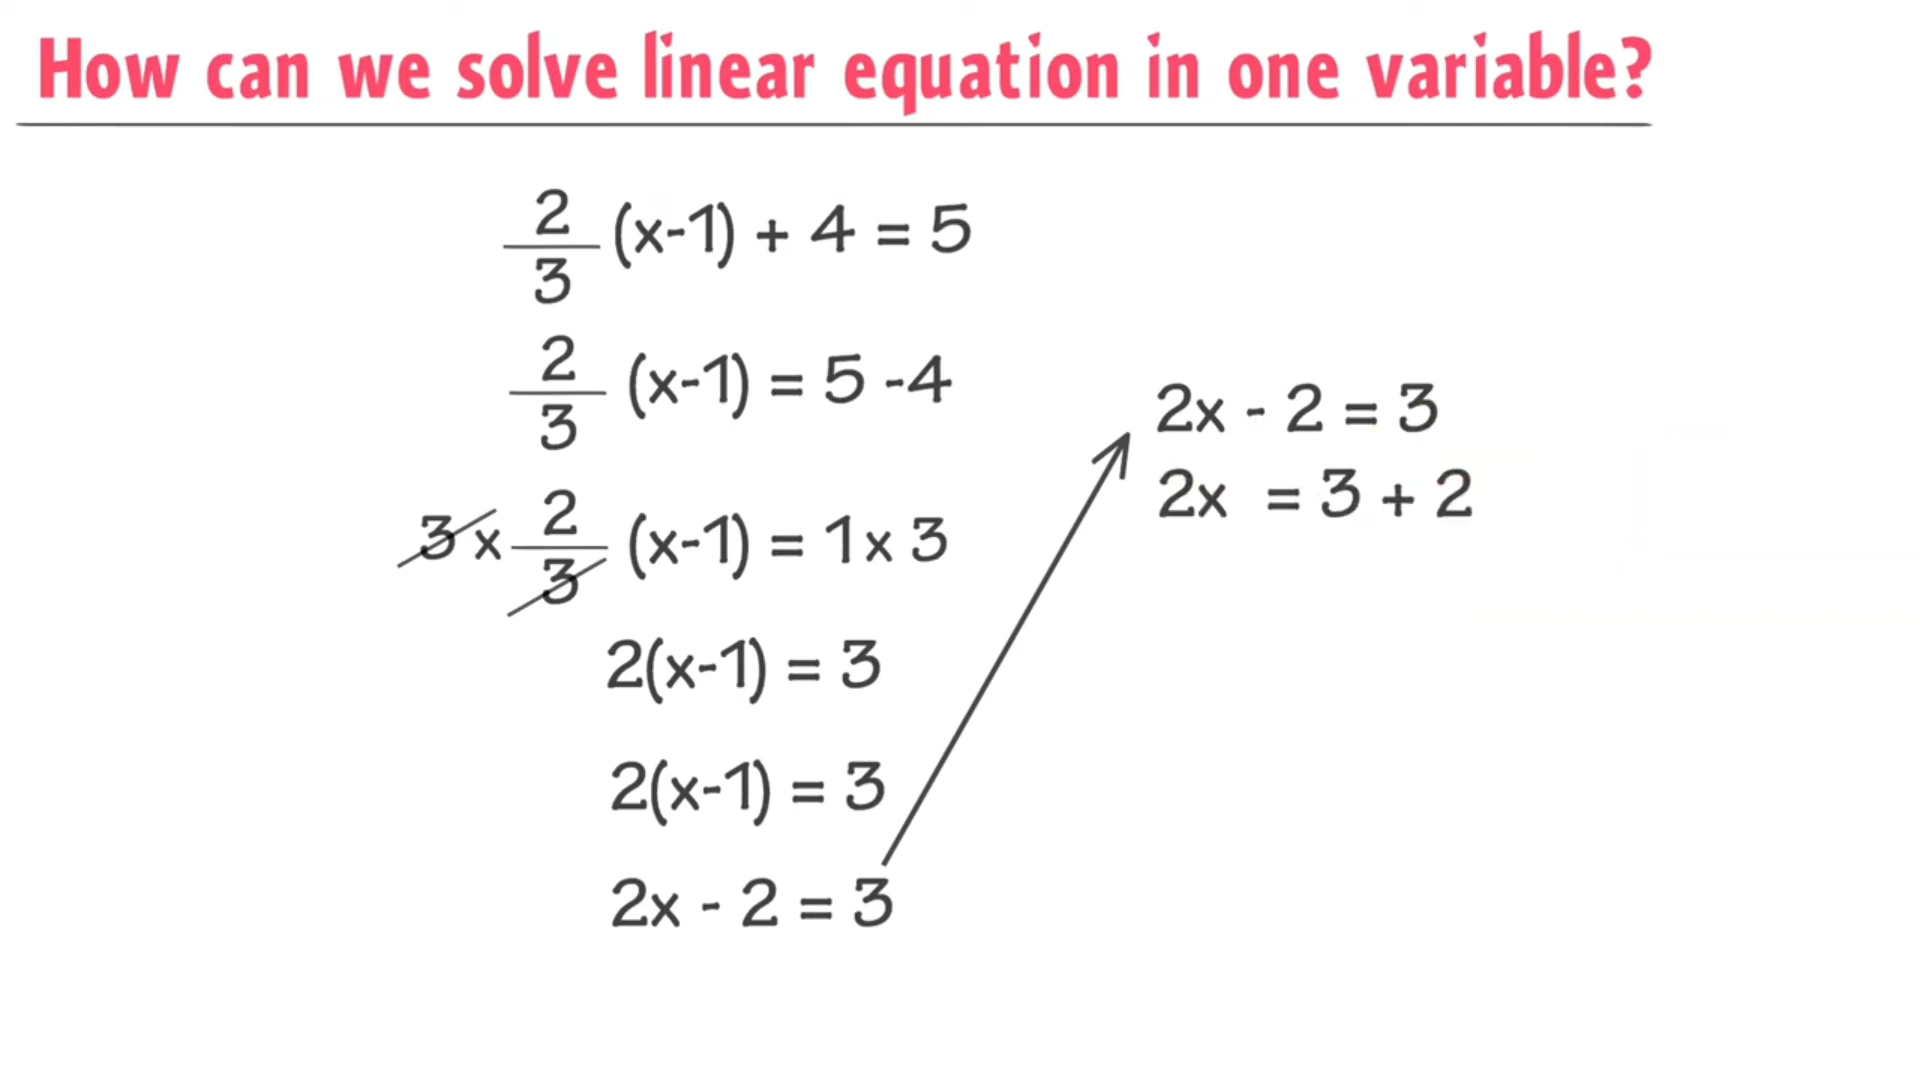 How can we solve linear equation in one variable?
2/3 (x-1) + 4 = 5
2/3 (x-1) = 5 -4
3 x 2/3 (x-1) = 1 x 3
2(x-1) = 3
2(x-1) = 3
2x - 2 = 3
2x - 2 = 3
2x = 3 + 2